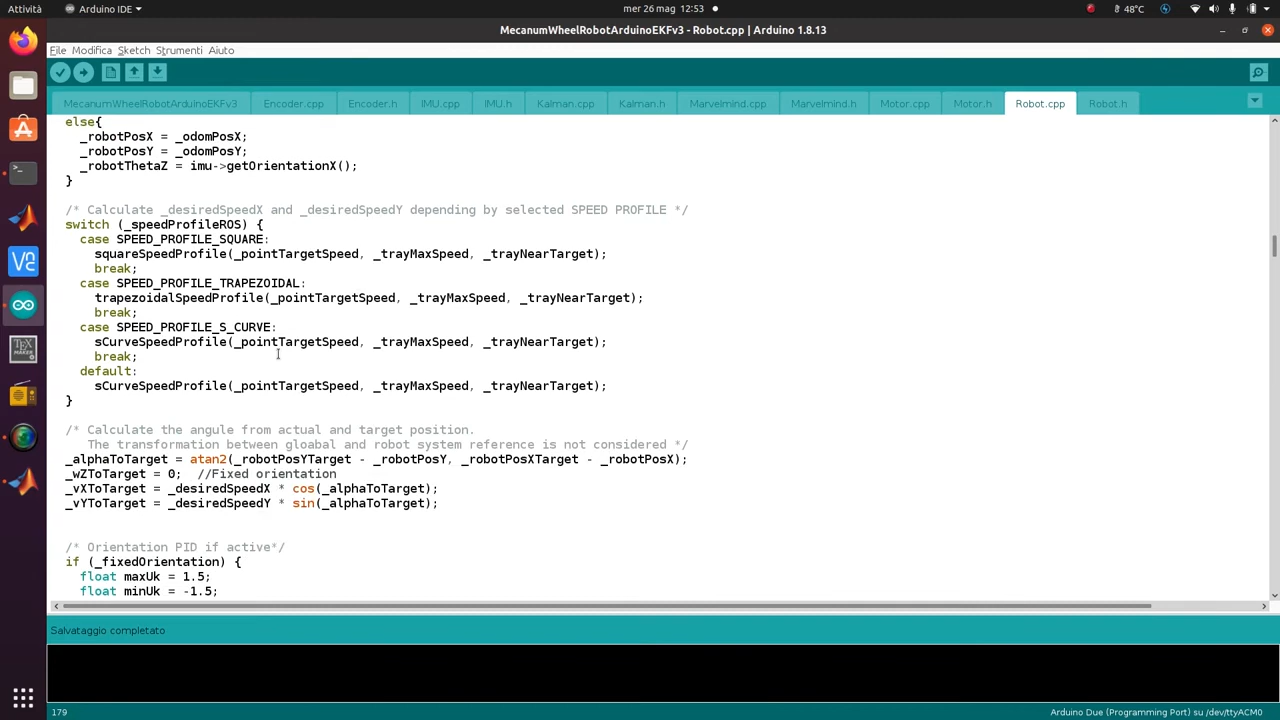 Attività
Arduino IDE
mer 26 mag 12:53
48°C
MecanumWheelRobotArduinoEKFv3 - Robot.cpp | Arduino 1.8.13
File Modifica Sketch Strumenti Aiuto
MecanumWheelRobotArduinoEKFv3 Encoder.cpp Encoder.h IMU.cpp IMU.h Kalman.cpp Kalman.h Marvelmind.cpp Marvelmind.h Motor.cpp Motor.h Robot.cpp Robot.h
else{
_robotPosX = _odomPosX;
_robotPosY = _odomPosY;
_robotThetaZ = imu->getOrientationX();
}
/* Calculate _desiredSpeedX and _desiredSpeedY depending by selected SPEED PROFILE */
switch (_speedProfileROS) {
case SPEED_PROFILE_SQUARE:
squareSpeedProfile(_pointTargetSpeed, _trayMaxSpeed, _trayNearTarget);
break;
case SPEED_PROFILE_TRAPEZOIDAL:
trapezoidalSpeedProfile(_pointTargetSpeed, _trayMaxSpeed, _trayNearTarget);
break;
case SPEED_PROFILE_S_CURVE:
sCurveSpeedProfile(_pointTargetSpeed, _trayMaxSpeed, _trayNearTarget);
break;
default:
sCurveSpeedProfile(_pointTargetSpeed, _trayMaxSpeed, _trayNearTarget);
}
/* Calculate the angule from actual and target position.
The transformation between gloabal and robot system reference is not considered */
_alphaToTarget = atan2(_robotPosYTarget - _robotPosY, _robotPosXTarget - _robotPosX);
_wZToTarget = 0; //Fixed orientation
_vXToTarget = _desiredSpeedX * cos(_alphaToTarget);
_vYToTarget = _desiredSpeedY * sin(_alphaToTarget);
/* Orientation PID if active*/
if (_fixedOrientation) {
float maxUk = 1.5;
float minUk = -1.5;
Salvataggio completato
179
Arduino Due (Programming Port) su /dev/ttyACM0